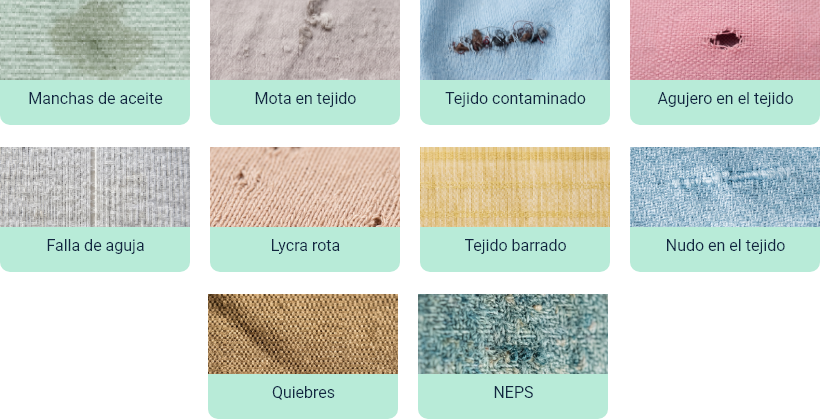 Manchas de aceite
Mota en tejido
Tejido contaminado
Agujero en el tejido
Falla de aguja
Lycra rota
Tejido barrado
Nudo en el tejido
Quiebres
NEPS